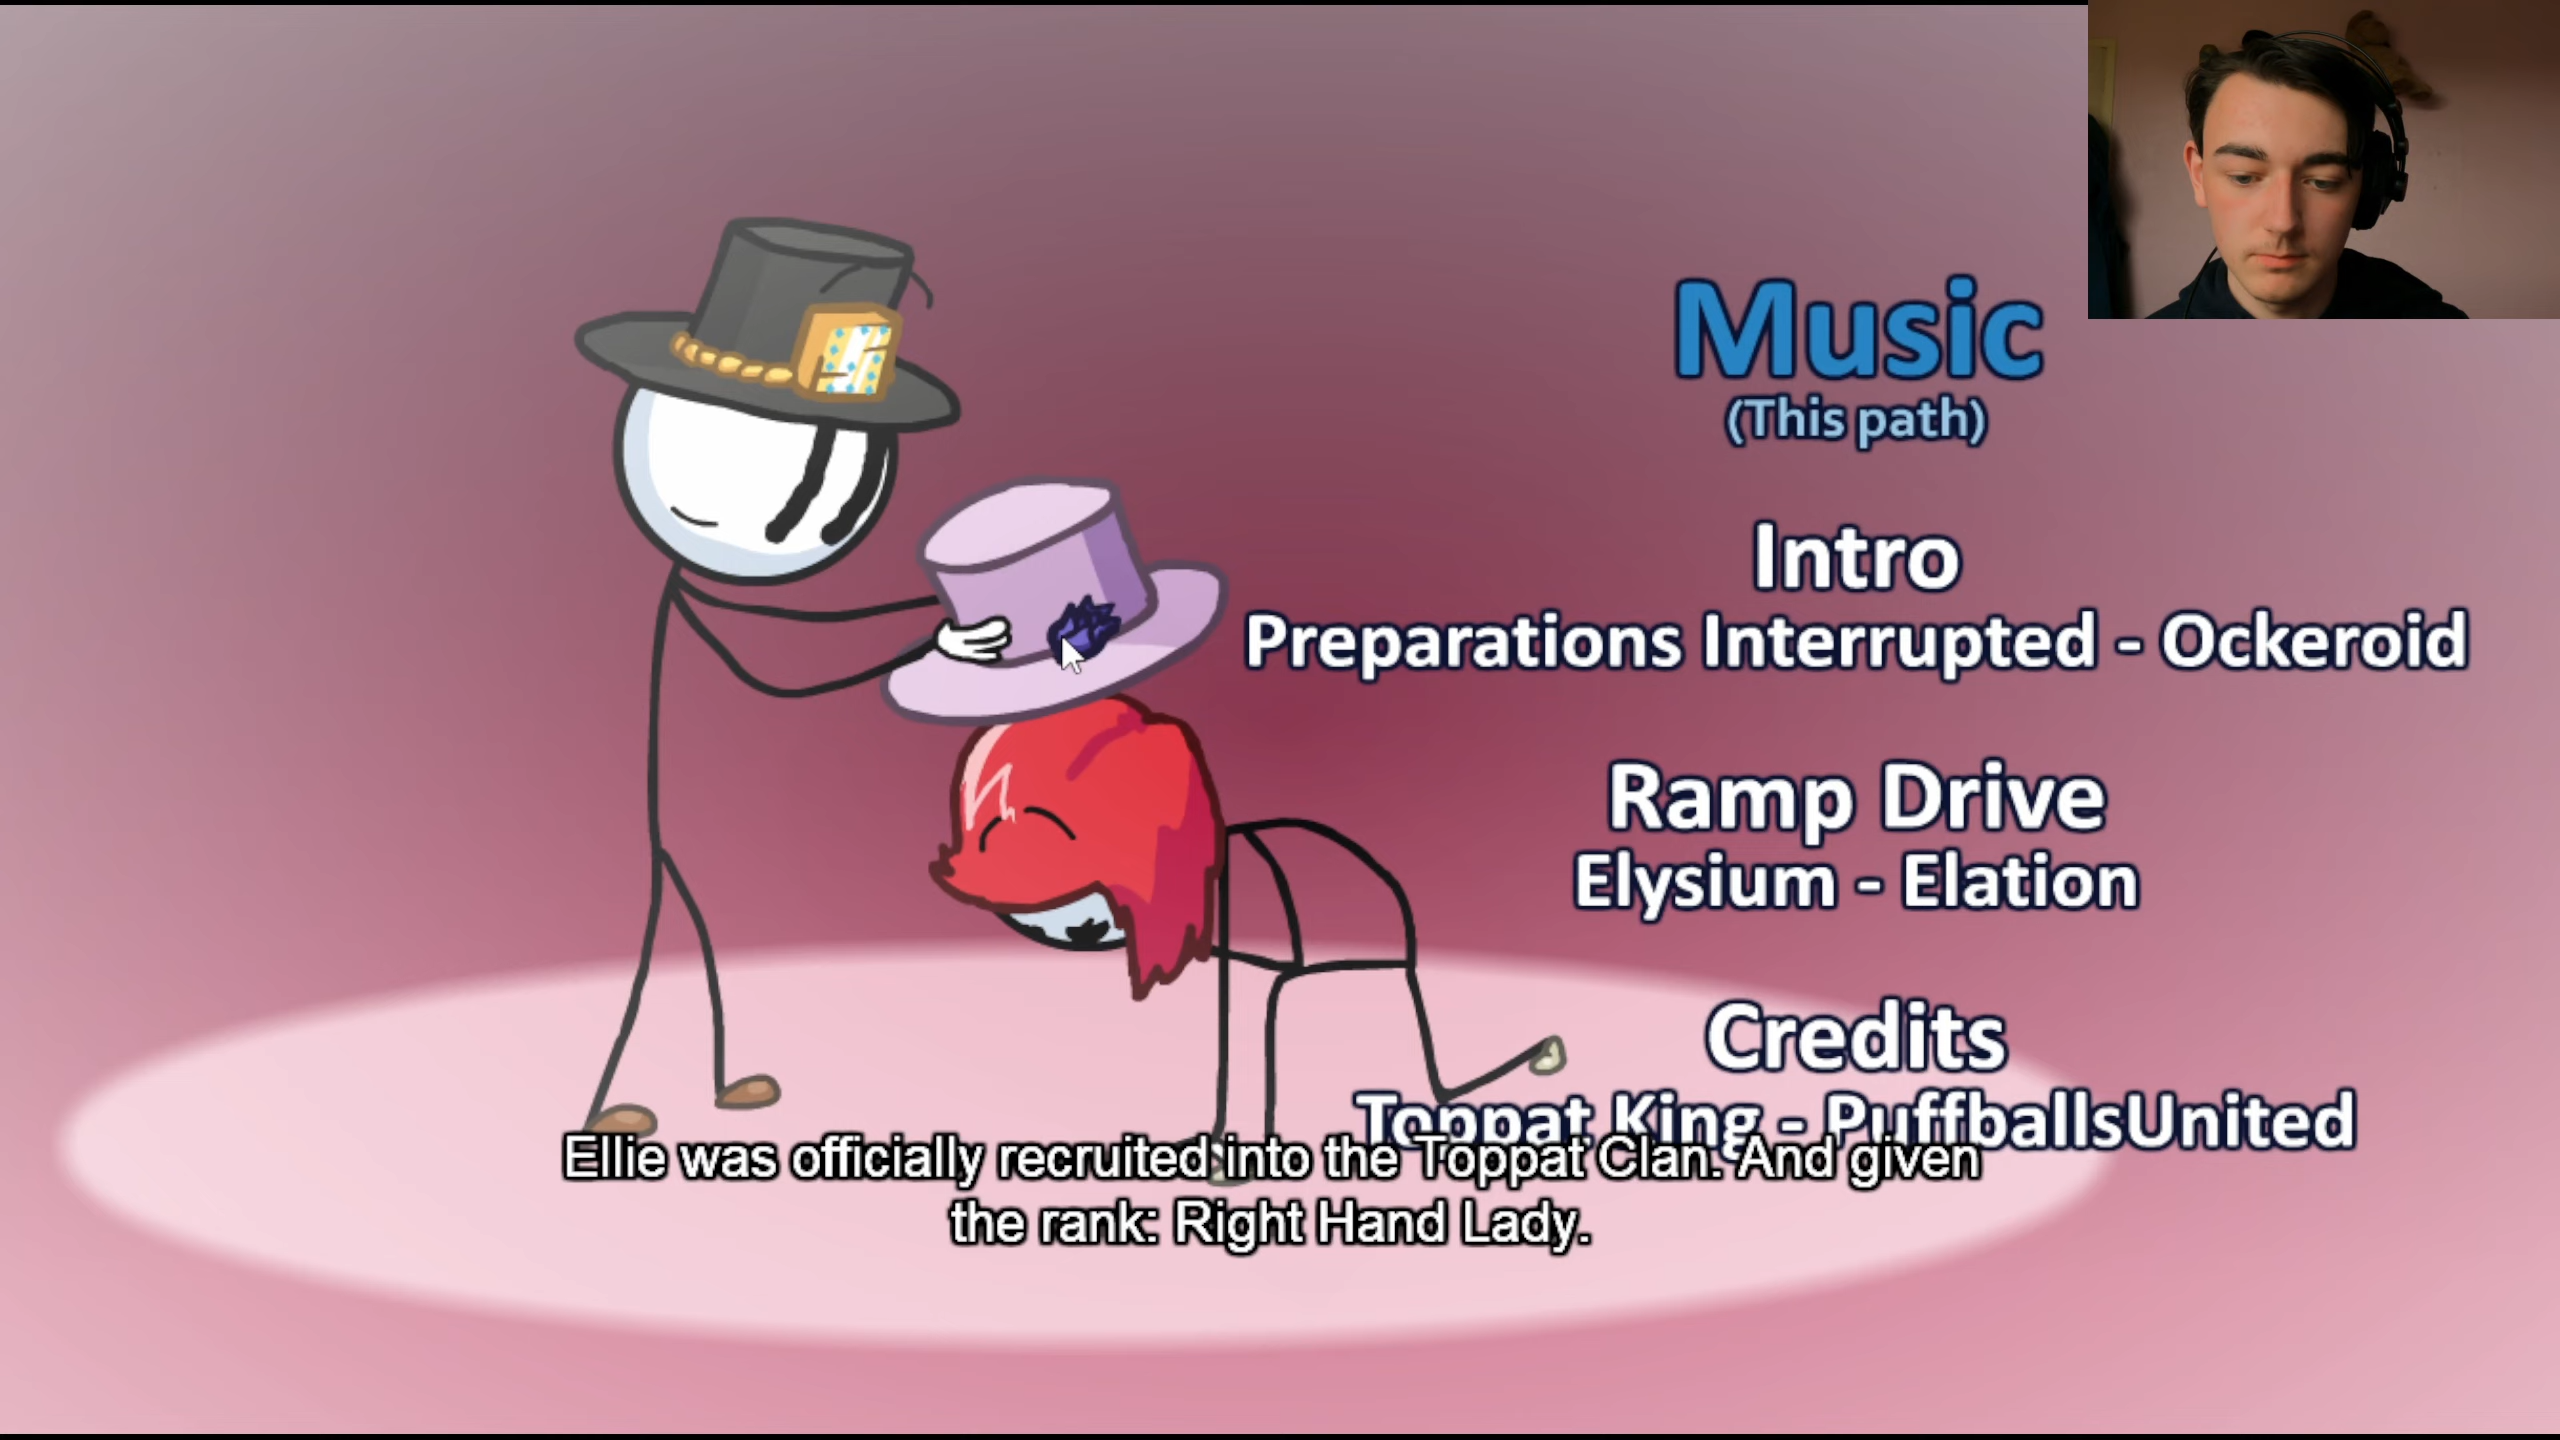 Music
(This path)
Intro
Preparations Interrupted - Ockeroid
Ramp Drive
Elysium - Elation
Credits
Toppat King - PuffballsUnited
Ellie was officially recruited into the Toppat Clan. And given
the rank: Right Hand Lady.